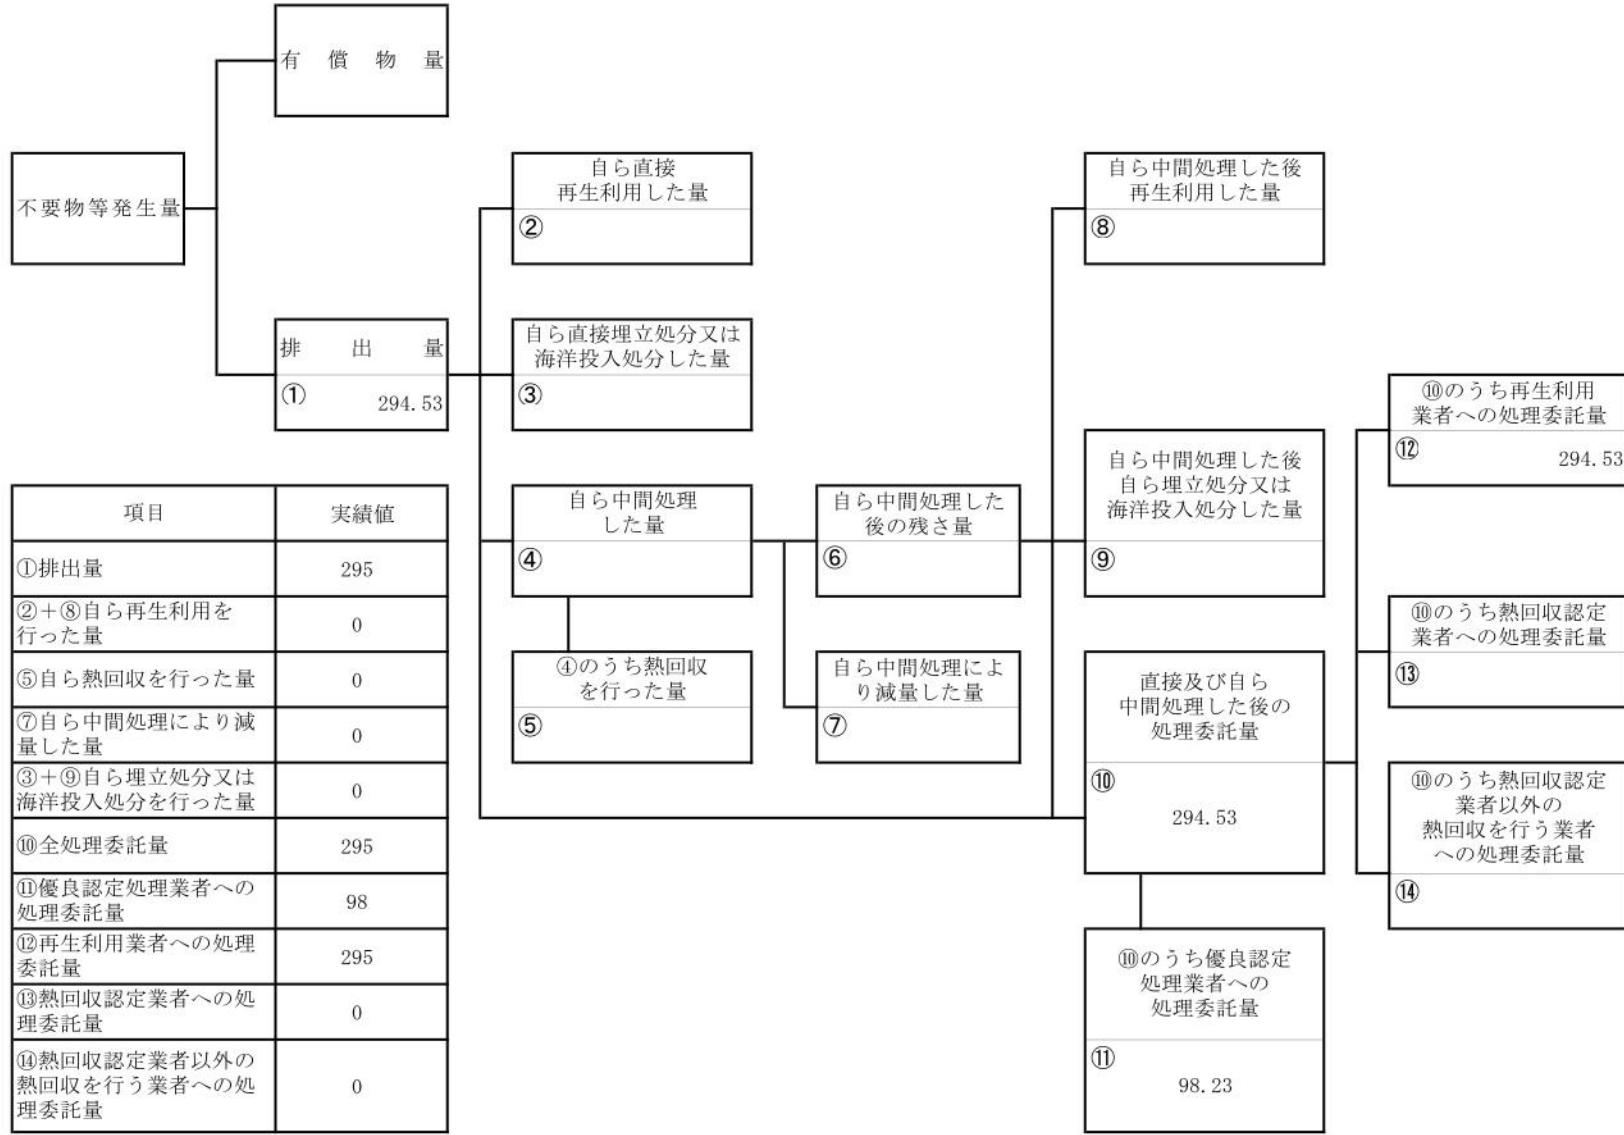 有償物量
不要物等発生量
排出量
①
294.53
自ら直接
再生利用した量
②
自ら直接埋立処分又は
海洋投入処分した量
③
自ら中間処理
した量
④
④のうち熱回収
を行った量
⑤
自ら中間処理した
後の残さ量
⑥
自ら中間処理によ
り減量した量
⑦
自ら中間処理した後
再生利用した量
⑧
自ら中間処理した後
自ら埋立処分又は
海洋投入処分した量
⑨
直接及び自ら
中間処理した後の
処理委託量
⑩
294.53
⑩のうち優良認定
処理業者への
処理委託量
⑪
98.23
⑩のうち再生利用
業者への処理委託量
⑫
294.53
⑩のうち熱回収認定
業者への処理委託量
⑬
⑩のうち熱回収認定
業者以外の
熱回収を行う業者
への処理委託量
⑭
項目
実績値
①排出量
295
②+⑧自ら再生利用を
行った量
0
⑤自ら熱回収を行った量
0
⑦自ら中間処理により減
量した量
0
③+⑨自ら埋立処分又は
海洋投入処分を行った量
0
⑩全処理委託量
295
⑪優良認定処理業者への
処理委託量
98
⑫再生利用業者への処理
委託量
295
⑬熱回収認定業者への処
理委託量
0
⑭熱回収認定業者以外の
熱回収を行う業者への処
理委託量
0